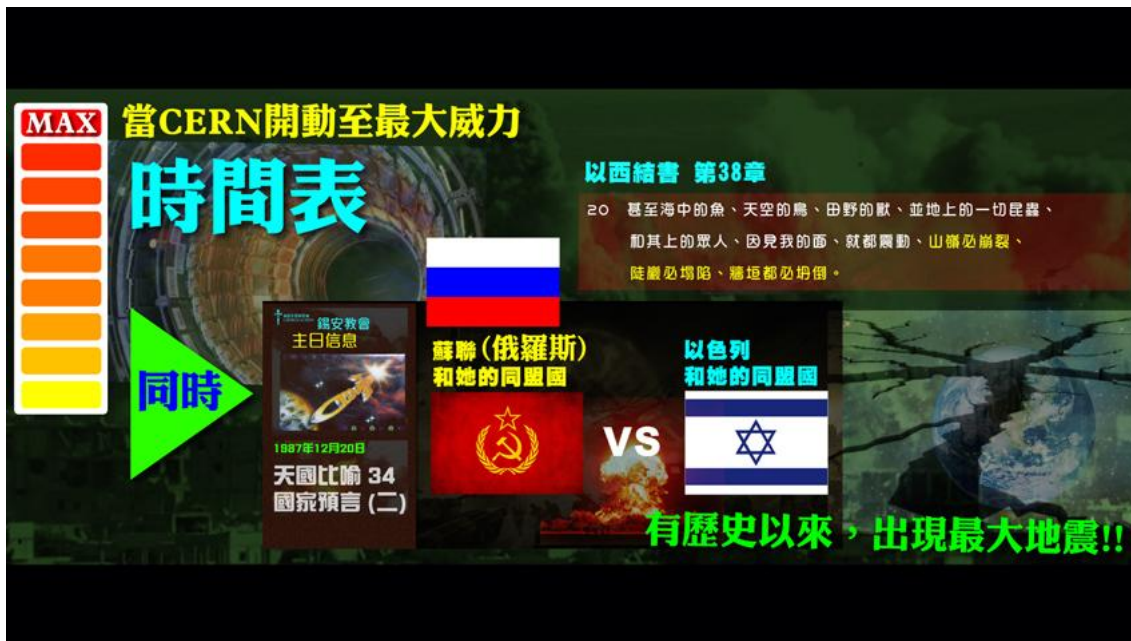 MAX
當CERN開動至最大威力
時間表
以西結書 第38章
20 甚至海中的魚、天空的鳥、田野的獸、並地上的一切昆蟲、
和其上的眾人、因見我的面、就都震動、山嶺必崩裂、
陡巖必塌陷、牆垣都必坍倒。
同時
錫安教會
主日信息
1987年12月20日
天國比喻 34
國家預言 (二)
蘇聯(俄羅斯)
和她的同盟國
VS
以色列
和她的同盟國
有歷史以來，出現最大地震!!